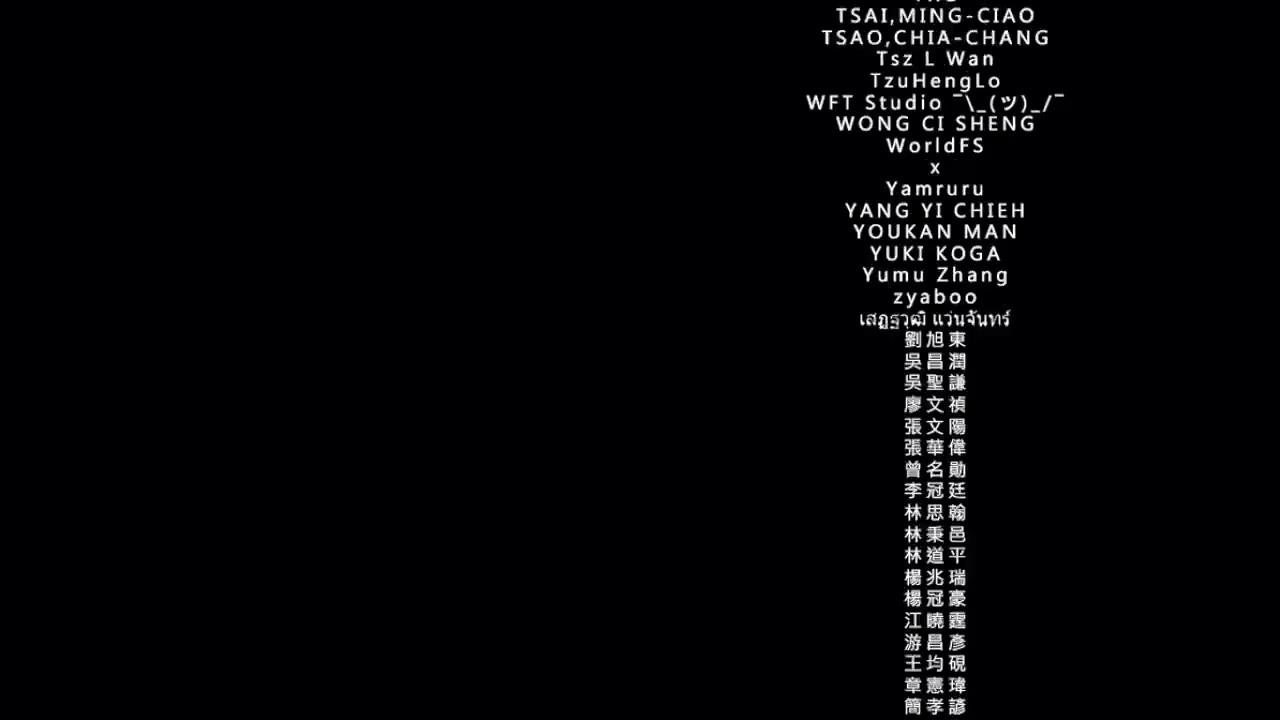 TSAI,MING-CIAO
TSAO,CHIA-CHANG
Tsz L Wan
TzuHengLo
WFT Studio ¯\_(ツ)_/¯
WONG CI SHENG
WorldFS
x
Yamruru
YANG YI CHIEH
YOUKAN MAN
YUKI KOGA
Yumu Zhang
zyaboo
เสฏฐวุฒิ แว่นจันทร์
劉旭東
吳昌潤
吳聖謙
廖文禎
張文陽
張華偉
曾名勛
李冠廷
林思翰
林秉邑
林道平
楊兆瑞
楊冠豪
江曉霆
游昌彥
王均硯
章憲瑋
簡孝諺